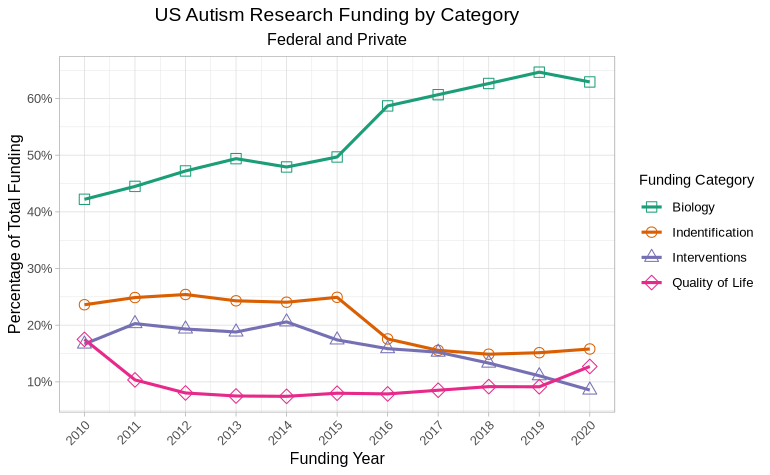 US Autism Research Funding by Category
Federal and Private
Percentage of Total Funding
60%
50%
40%
30%
20%
10%
2010
2011
2012
2013
2014
2015
2016
2017
2018
2019
2020
Funding Year
Funding Category
Biology
Indentification
Interventions
Quality of Life